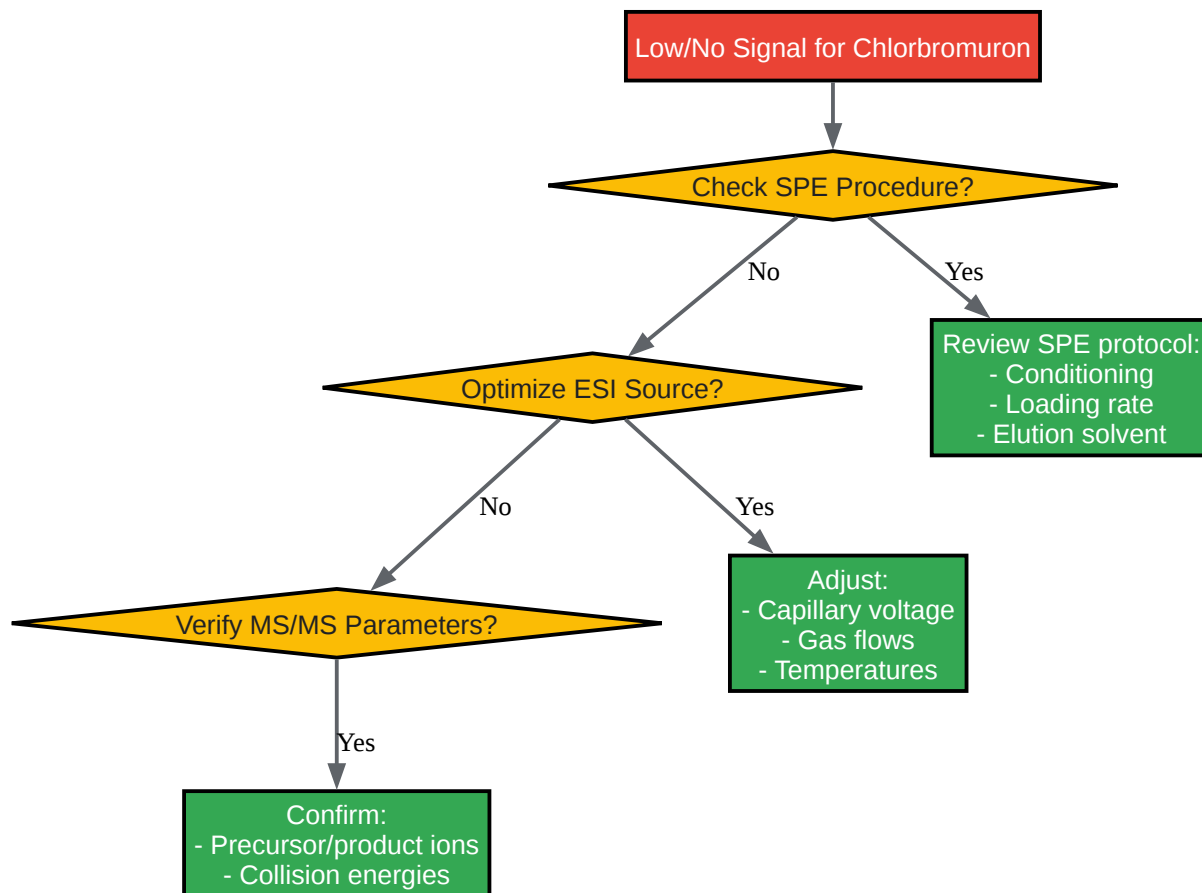 Low/No Signal for Chlorbromuron
Check SPE Procedure?
No
Yes
Review SPE protocol:
- Conditioning
- Loading rate
- Elution solvent
Optimize ESI Source?
No
Yes
Adjust:
- Capillary voltage
- Gas flows
- Temperatures
Verify MS/MS Parameters?
Yes
Confirm:
- Precursor/product ions
- Collision energies